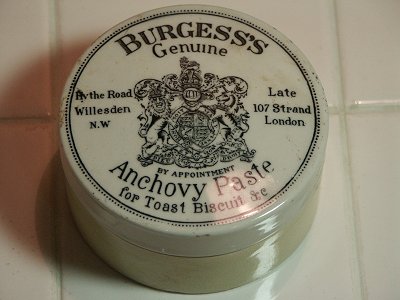 BURGESS'S
Genuine
Hythe Road
Willesden
N.W
Late
107 Strand
London
BY APPOINTMENT
Anchovy Paste
for Toast Biscuit &c